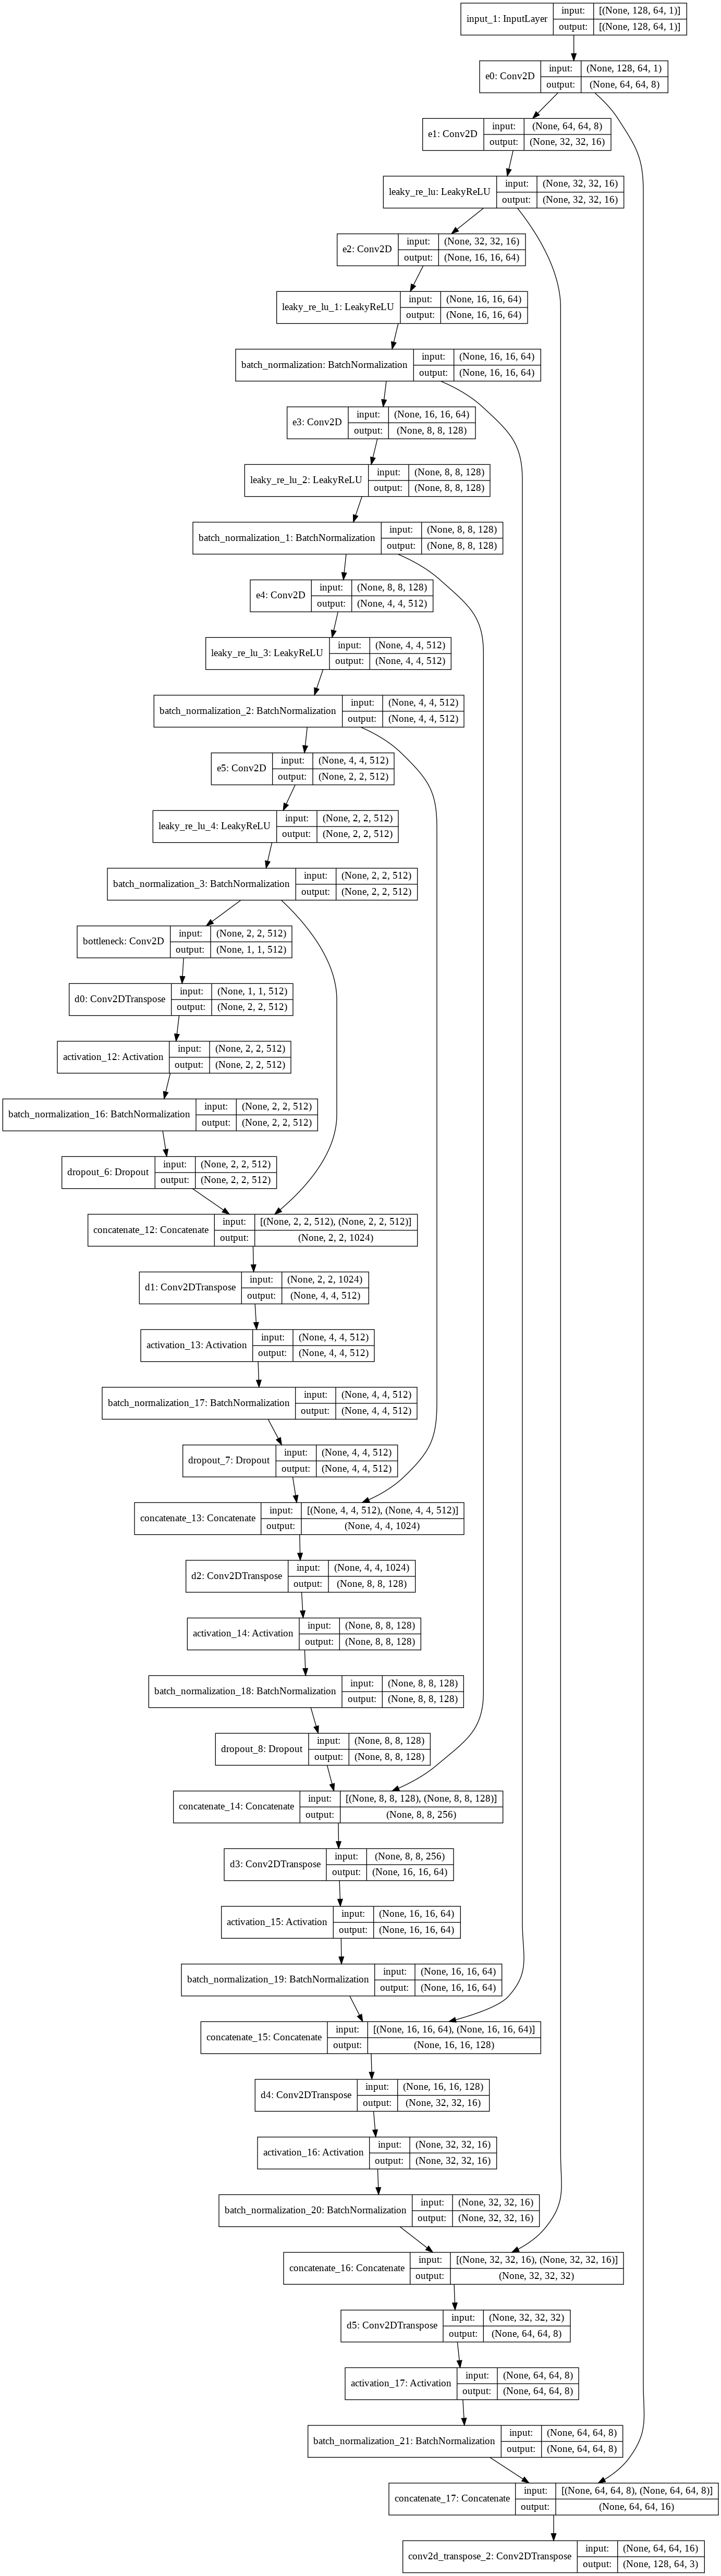 input_1: InputLayer
input: [(None, 128, 64, 1)]
output: [(None, 128, 64, 1)]
e0: Conv2D
input: (None, 128, 64, 1)
output: (None, 64, 64, 8)
e1: Conv2D
input: (None, 64, 64, 8)
output: (None, 32, 32, 16)
leaky_re_lu: LeakyReLU
input: (None, 32, 32, 16)
output: (None, 32, 32, 16)
e2: Conv2D
input: (None, 32, 32, 16)
output: (None, 16, 16, 64)
leaky_re_lu_1: LeakyReLU
input: (None, 16, 16, 64)
output: (None, 16, 16, 64)
batch_normalization: BatchNormalization
input: (None, 16, 16, 64)
output: (None, 16, 16, 64)
e3: Conv2D
input: (None, 16, 16, 64)
output: (None, 8, 8, 128)
leaky_re_lu_2: LeakyReLU
input: (None, 8, 8, 128)
output: (None, 8, 8, 128)
batch_normalization_1: BatchNormalization
input: (None, 8, 8, 128)
output: (None, 8, 8, 128)
e4: Conv2D
input: (None, 8, 8, 128)
output: (None, 4, 4, 512)
leaky_re_lu_3: LeakyReLU
input: (None, 4, 4, 512)
output: (None, 4, 4, 512)
batch_normalization_2: BatchNormalization
input: (None, 4, 4, 512)
output: (None, 4, 4, 512)
e5: Conv2D
input: (None, 4, 4, 512)
output: (None, 2, 2, 512)
leaky_re_lu_4: LeakyReLU
input: (None, 2, 2, 512)
output: (None, 2, 2, 512)
batch_normalization_3: BatchNormalization
input: (None, 2, 2, 512)
output: (None, 2, 2, 512)
bottleneck: Conv2D
input: (None, 2, 2, 512)
output: (None, 1, 1, 512)
d0: Conv2DTranspose
input: (None, 1, 1, 512)
output: (None, 2, 2, 512)
activation_12: Activation
input: (None, 2, 2, 512)
output: (None, 2, 2, 512)
batch_normalization_16: BatchNormalization
input: (None, 2, 2, 512)
output: (None, 2, 2, 512)
dropout_6: Dropout
input: (None, 2, 2, 512)
output: (None, 2, 2, 512)
concatenate_12: Concatenate
input: [(None, 2, 2, 512), (None, 2, 2, 512)]
output: (None, 2, 2, 1024)
d1: Conv2DTranspose
input: (None, 2, 2, 1024)
output: (None, 4, 4, 512)
activation_13: Activation
input: (None, 4, 4, 512)
output: (None, 4, 4, 512)
batch_normalization_17: BatchNormalization
input: (None, 4, 4, 512)
output: (None, 4, 4, 512)
dropout_7: Dropout
input: (None, 4, 4, 512)
output: (None, 4, 4, 512)
concatenate_13: Concatenate
input: [(None, 4, 4, 512), (None, 4, 4, 512)]
output: (None, 4, 4, 1024)
d2: Conv2DTranspose
input: (None, 4, 4, 1024)
output: (None, 8, 8, 128)
activation_14: Activation
input: (None, 8, 8, 128)
output: (None, 8, 8, 128)
batch_normalization_18: BatchNormalization
input: (None, 8, 8, 128)
output: (None, 8, 8, 128)
dropout_8: Dropout
input: (None, 8, 8, 128)
output: (None, 8, 8, 128)
concatenate_14: Concatenate
input: [(None, 8, 8, 128), (None, 8, 8, 128)]
output: (None, 8, 8, 256)
d3: Conv2DTranspose
input: (None, 8, 8, 256)
output: (None, 16, 16, 64)
activation_15: Activation
input: (None, 16, 16, 64)
output: (None, 16, 16, 64)
batch_normalization_19: BatchNormalization
input: (None, 16, 16, 64)
output: (None, 16, 16, 64)
concatenate_15: Concatenate
input: [(None, 16, 16, 64), (None, 16, 16, 64)]
output: (None, 16, 16, 128)
d4: Conv2DTranspose
input: (None, 16, 16, 128)
output: (None, 32, 32, 16)
activation_16: Activation
input: (None, 32, 32, 16)
output: (None, 32, 32, 16)
batch_normalization_20: BatchNormalization
input: (None, 32, 32, 16)
output: (None, 32, 32, 16)
concatenate_16: Concatenate
input: [(None, 32, 32, 16), (None, 32, 32, 16)]
output: (None, 32, 32, 32)
d5: Conv2DTranspose
input: (None, 32, 32, 32)
output: (None, 64, 64, 8)
activation_17: Activation
input: (None, 64, 64, 8)
output: (None, 64, 64, 8)
batch_normalization_21: BatchNormalization
input: (None, 64, 64, 8)
output: (None, 64, 64, 8)
concatenate_17: Concatenate
input: [(None, 64, 64, 8), (None, 64, 64, 8)]
output: (None, 64, 64, 16)
conv2d_transpose_2: Conv2DTranspose
input: (None, 64, 64, 16)
output: (None, 128, 64, 3)